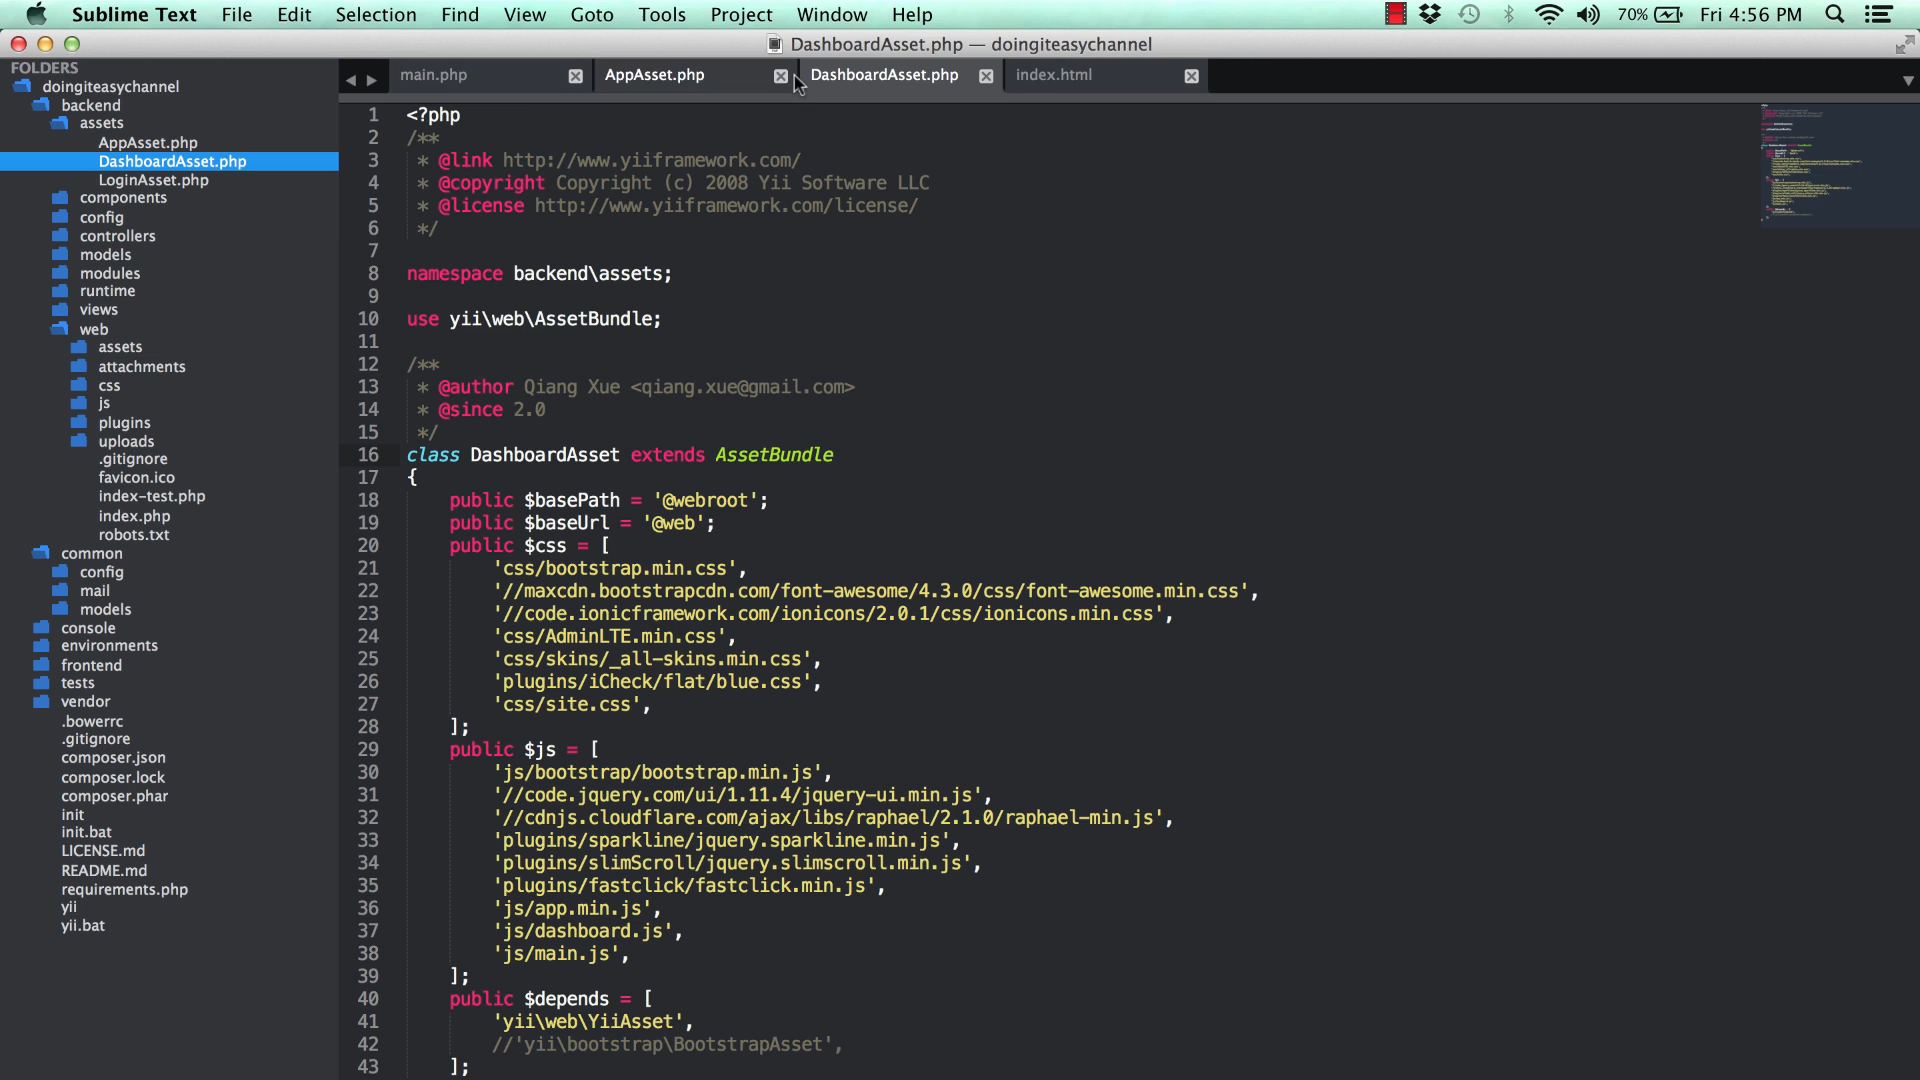 Sublime Text File Edit Selection Find View Goto Tools Project Window Help 70% Fri 4:56 PM
DashboardAsset.php — doingiteasychannel
FOLDERS
doingiteasychannel
backend
assets
AppAsset.php
DashboardAsset.php
LoginAsset.php
components
config
controllers
models
modules
runtime
views
web
assets
attachments
css
js
plugins
uploads
.gitignore
favicon.ico
index-test.php
index.php
robots.txt
common
config
mail
models
console
environments
frontend
tests
vendor
.bowerrc
.gitignore
composer.json
composer.lock
composer.phar
init
init.bat
LICENSE.md
README.md
requirements.php
yii
yii.bat
main.php AppAsset.php DashboardAsset.php index.html
1 <?php
2 /**
3 * @link http://www.yiiframework.com/
4 * @copyright Copyright (c) 2008 Yii Software LLC
5 * @license http://www.yiiframework.com/license/
6 */
7
8 namespace backend\assets;
9
10 use yii\web\AssetBundle;
11
12 /**
13 * @author Qiang Xue <qiang.xue@gmail.com>
14 * @since 2.0
15 */
16 class DashboardAsset extends AssetBundle
17 {
18 public $basePath = '@webroot';
19 public $baseUrl = '@web';
20 public $css = [
21 'css/bootstrap.min.css',
22 '//maxcdn.bootstrapcdn.com/font-awesome/4.3.0/css/font-awesome.min.css',
23 '//code.ionicframework.com/ionicons/2.0.1/css/ionicons.min.css',
24 'css/AdminLTE.min.css',
25 'css/skins/_all-skins.min.css',
26 'plugins/iCheck/flat/blue.css',
27 'css/site.css',
28 ];
29 public $js = [
30 'js/bootstrap/bootstrap.min.js',
31 '//code.jquery.com/ui/1.11.4/jquery-ui.min.js',
32 '//cdnjs.cloudflare.com/ajax/libs/raphael/2.1.0/raphael-min.js',
33 'plugins/sparkline/jquery.sparkline.min.js',
34 'plugins/slimScroll/jquery.slimscroll.min.js',
35 'plugins/fastclick/fastclick.min.js',
36 'js/app.min.js',
37 'js/dashboard.js',
38 'js/main.js',
39 ];
40 public $depends = [
41 'yii\web\YiiAsset',
42 //'yii\bootstrap\BootstrapAsset',
43 ];